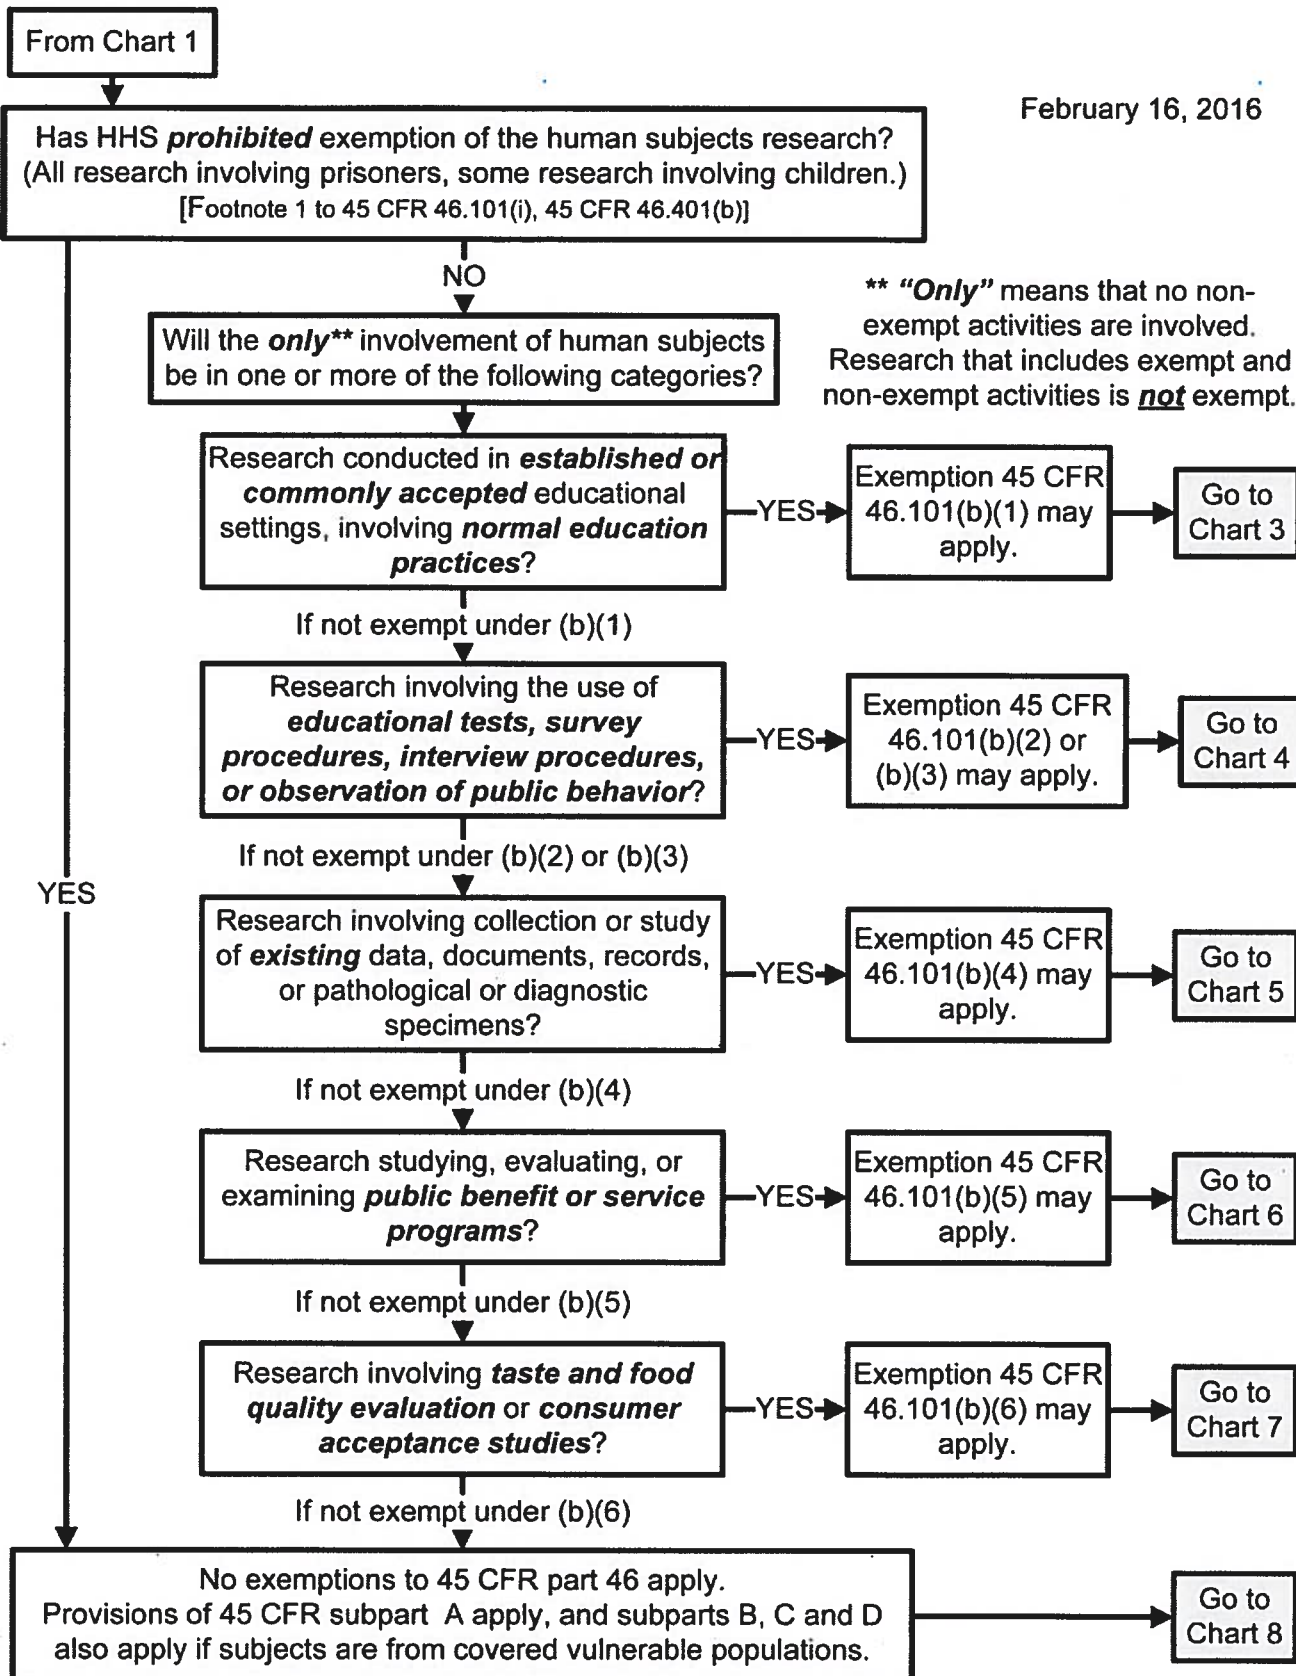 From Chart 1
February 16, 2016
Has HHS prohibited exemption of the human subjects research?
(All research involving prisoners, some research involving children.)
[Footnote 1 to 45 CFR 46.101(i), 45 CFR 46.401(b)]
NO
** "Only" means that no non-
exempt activities are involved.
Research that includes exempt and
non-exempt activities is not exempt.
Will the only** involvement of human subjects
be in one or more of the following categories?
Research conducted in established or
commonly accepted educational
settings, involving normal education
practices?
YES
Exemption 45 CFR
46.101(b)(1) may
apply.
Go to
Chart 3
If not exempt under (b)(1)
Research involving the use of
educational tests, survey
procedures, interview procedures,
or observation of public behavior?
YES
Exemption 45 CFR
46.101(b)(2) or
(b)(3) may apply.
Go to
Chart 4
If not exempt under (b)(2) or (b)(3)
YES
Research involving collection or study
of existing data, documents, records,
or pathological or diagnostic
specimens?
YES
Exemption 45 CFR
46.101(b)(4) may
apply.
Go to
Chart 5
If not exempt under (b)(4)
Research studying, evaluating, or
examining public benefit or service
programs?
YES
Exemption 45 CFR
46.101(b)(5) may
apply.
Go to
Chart 6
If not exempt under (b)(5)
Research involving taste and food
quality evaluation or consumer
acceptance studies?
YES
Exemption 45 CFR
46.101(b)(6) may
apply.
Go to
Chart 7
If not exempt under (b)(6)
No exemptions to 45 CFR part 46 apply.
Provisions of 45 CFR subpart A apply, and subparts B, C and D
also apply if subjects are from covered vulnerable populations.
Go to
Chart 8